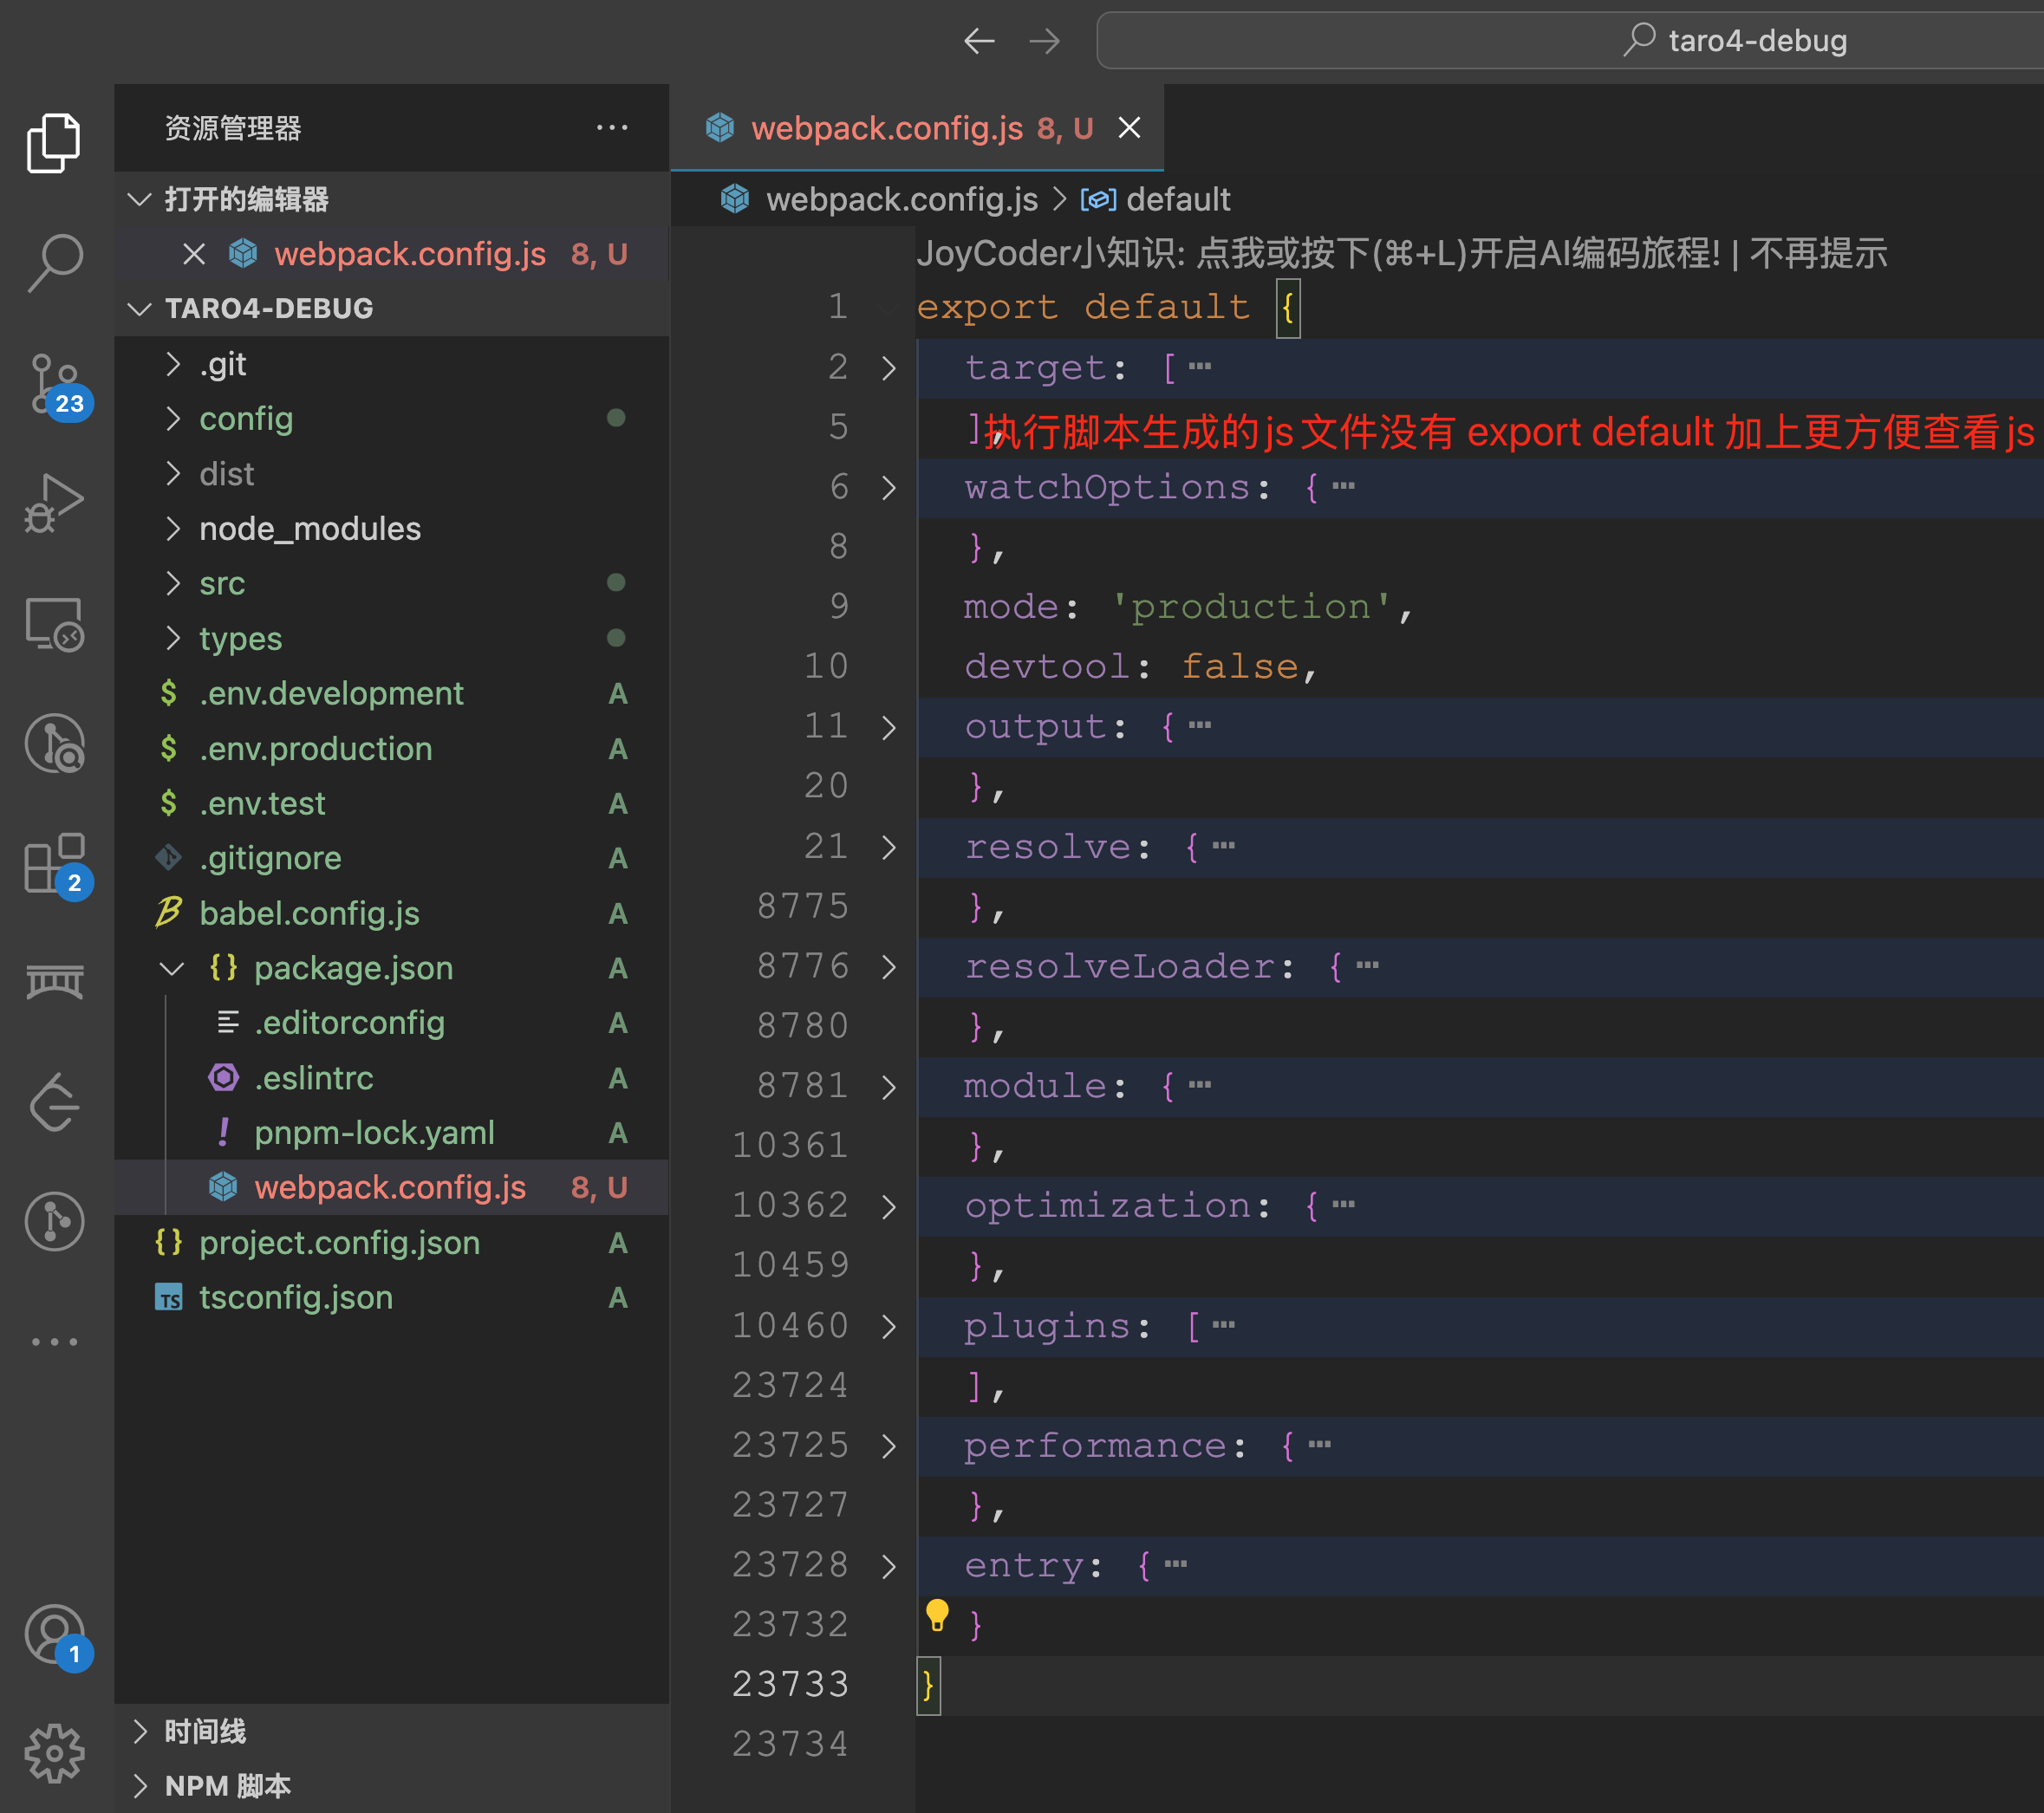 taro4-debug
资源管理器
webpack.config.js 8, U
打开的编辑器
webpack.config.js > default
webpack.config.js 8, U
JoyCoder小知识: 点我或按下(⌘+L)开启AI编码旅程! | 不再提示
TARO4-DEBUG
1 export default {
.git
2 target: [
23
config
5 ],
执行脚本生成的js文件没有 export default 加上更方便查看js
dist
6 watchOptions: {
node_modules
8 },
src
9 mode: 'production',
types
10 devtool: false,
.env.development A
11 output: {
.env.production A
20 },
.env.test A
21 resolve: {
.gitignore A
2
8775 },
babel.config.js A
8776 resolveLoader: {
package.json A
8780 },
.editorconfig A
8781 module: {
.eslintrc A
10361 },
pnpm-lock.yaml A
10362 optimization: {
webpack.config.js 8, U
10459 },
project.config.json A
10460 plugins: [
TS tsconfig.json A
23724 ],
23725 performance: {
23727 },
23728 entry: {
23732 }
1
23733 }
时间线
23734
NPM 脚本